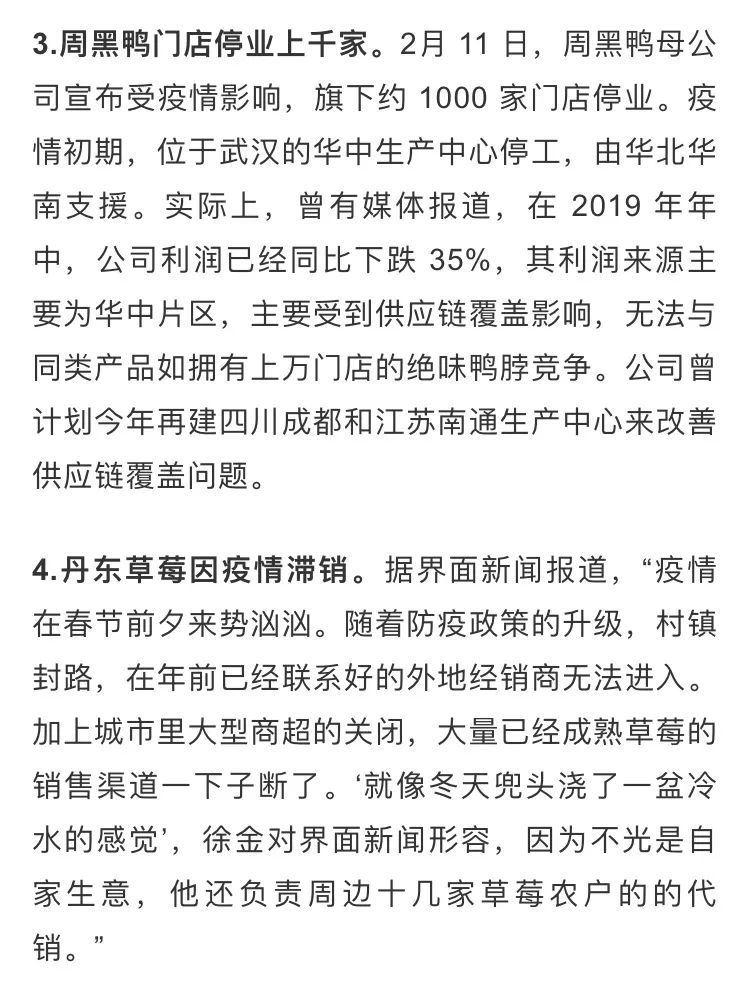 3.周黑鸭门店停业上千家。2月 11 日，周黑鸭母公
司宣布受疫情影响，旗下约 1000 家门店停业。疫
情初期，位于武汉的华中生产中心停工，由华北华
南支援。实际上，曾有媒体报道，在 2019 年年
中，公司利润已经同比下跌 35%，其利润来源主
要为华中片区，主要受到供应链覆盖影响，无法与
同类产品如拥有上万门店的绝味鸭脖竞争。公司曾
计划今年再建四川成都和江苏南通生产中心来改善
供应链覆盖问题。
4.丹东草莓因疫情滞销。据界面新闻报道，“疫情
在春节前夕来势汹汹。随着防疫政策的升级，村镇
封路，在年前已经联系好的外地经销商无法进入。
加上城市里大型商超的关闭，大量已经成熟草莓的
销售渠道一下子断了。‘就像冬天兜头浇了一盆冷
水的感觉’，徐金对界面新闻形容，因为不光是自
家生意，他还负责周边十几家草莓农户的的代
销。”